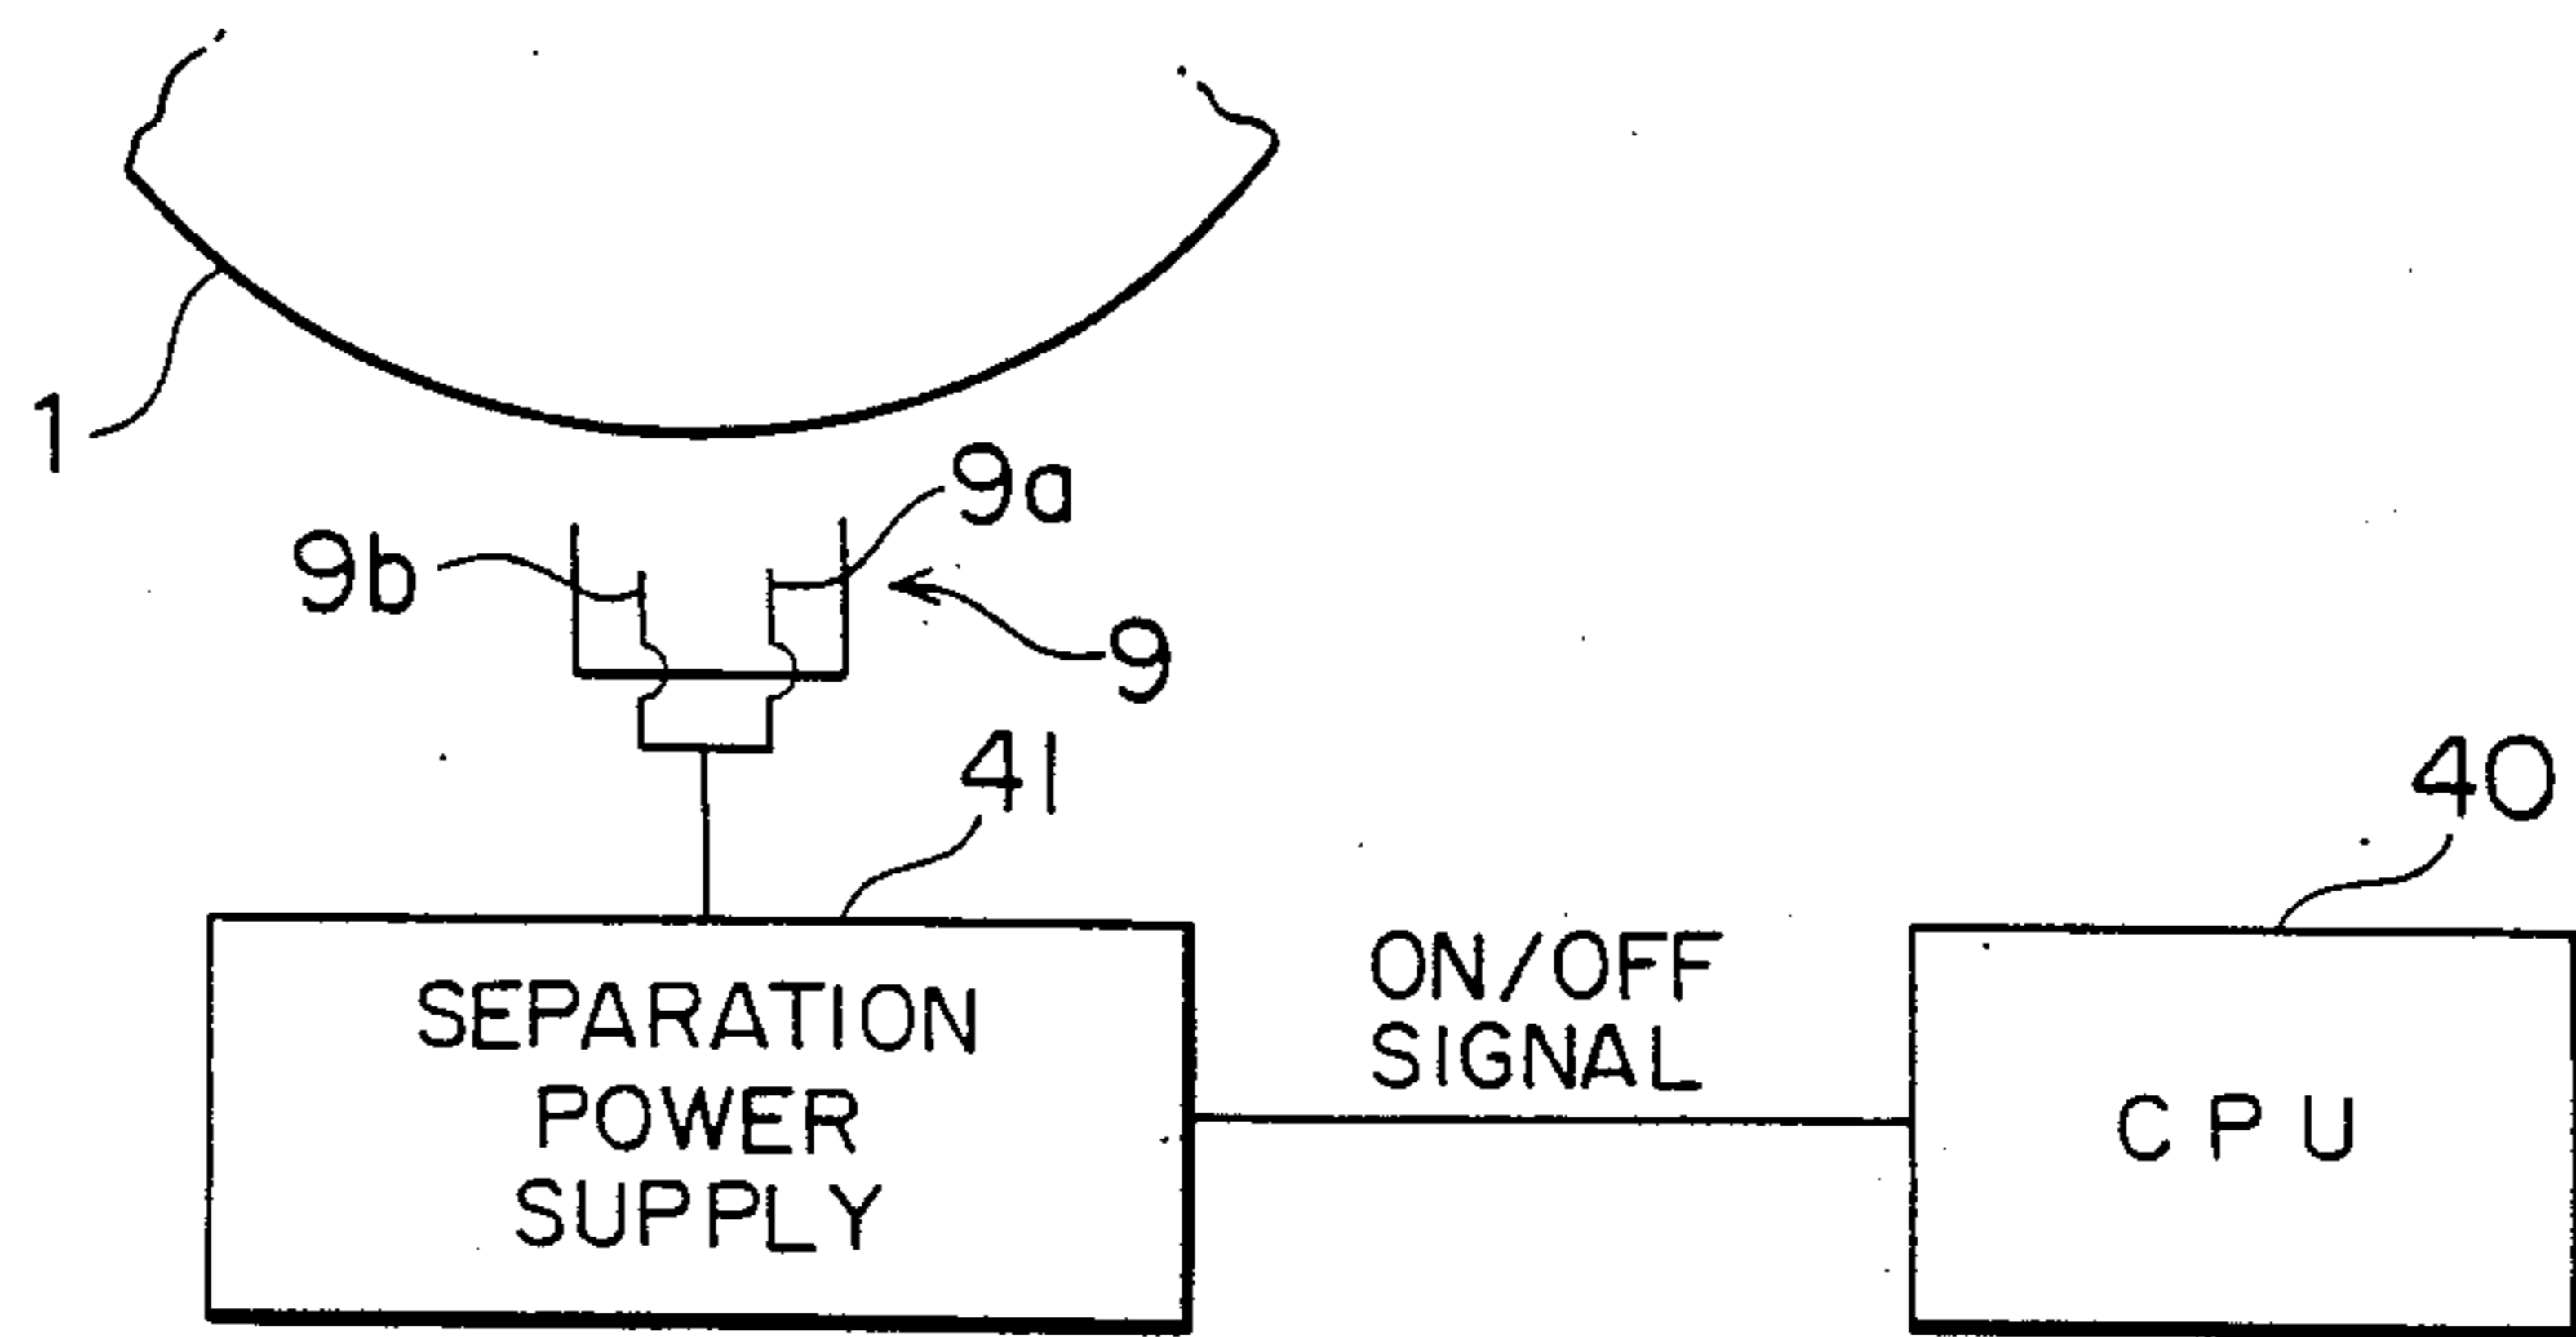 1
9a
9b
9
41
40
SEPARATION
POWER
SUPPLY
ON/OFF
SIGNAL
CPU